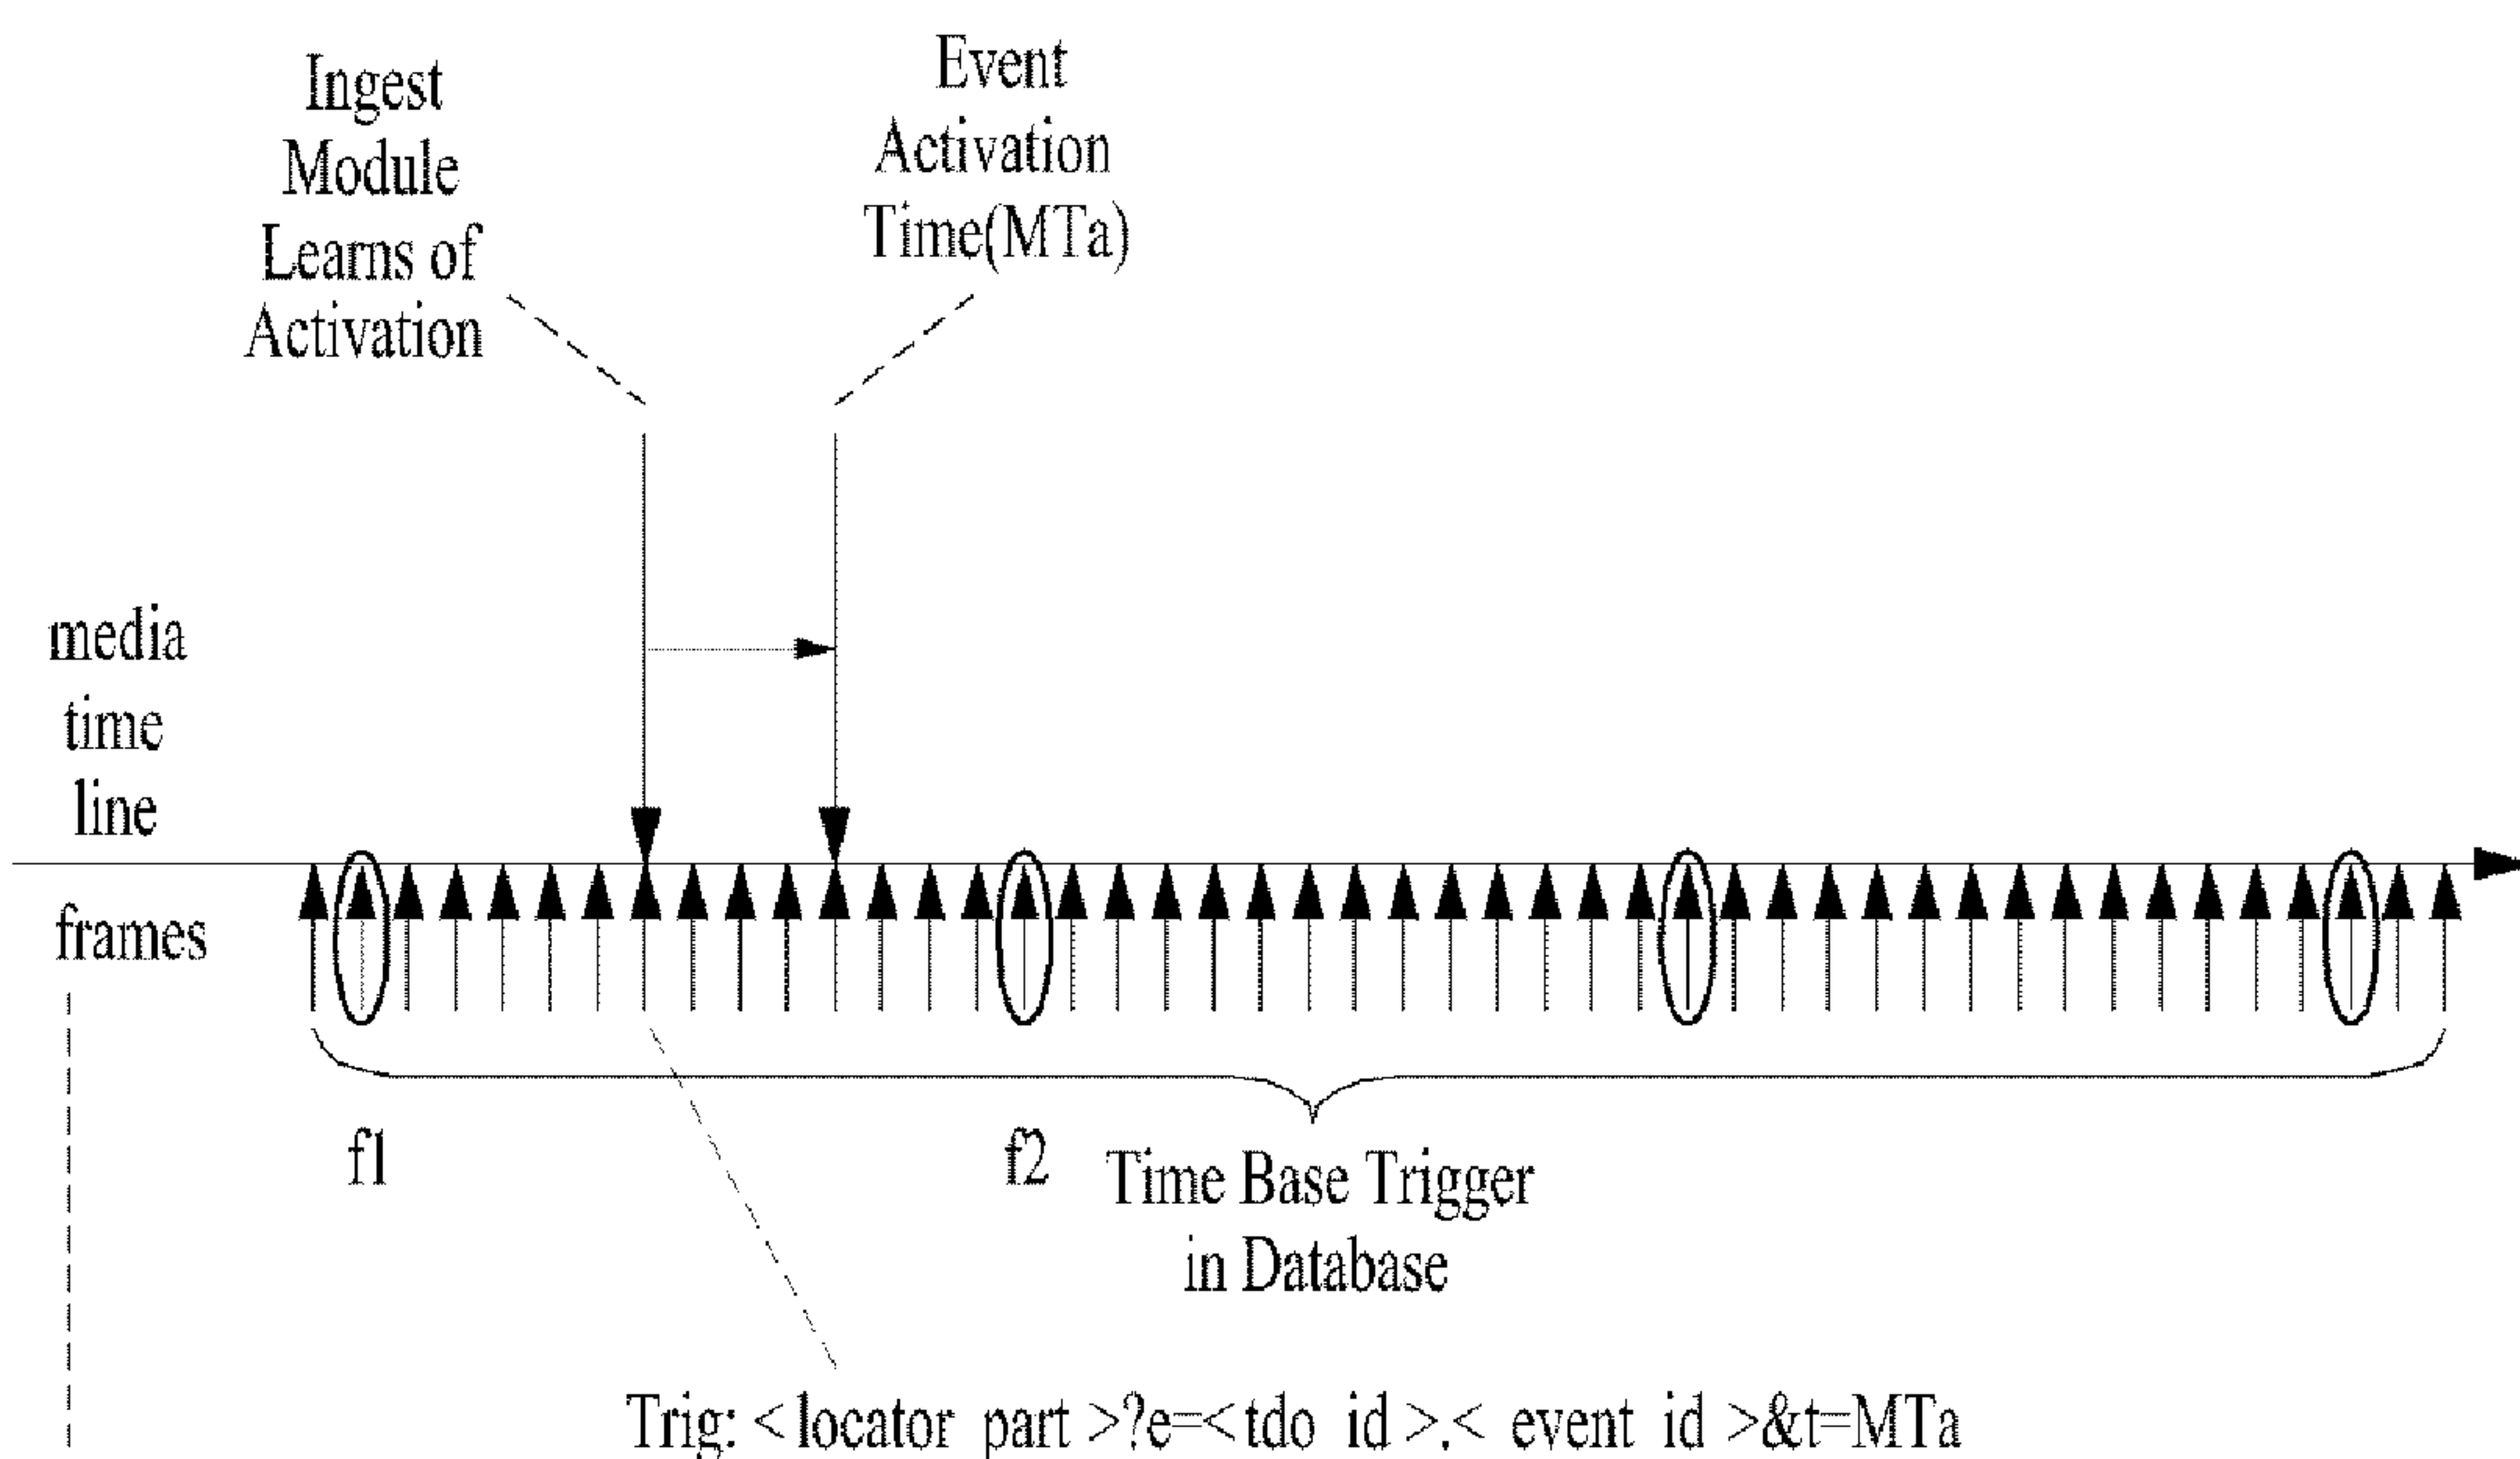 Ingest
Module
Learns of
Activation
Event
Activation
Time(MTa)
media
time
line
frames
f1
f2
Time Base Trigger
in Database
Trig: <locator part >?e=<tdo id>.< event id >&t=MTa